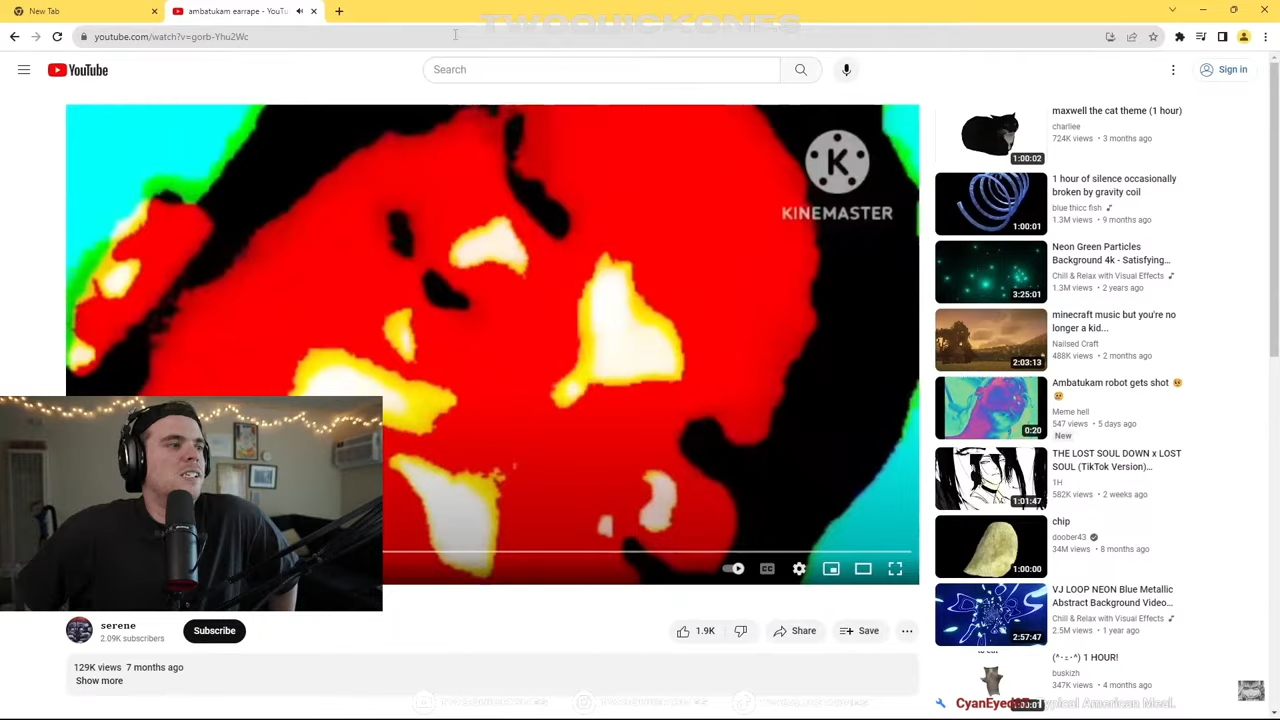 New Tab
ambatukam earrape - YouTu
TWOQUICKONES
youtube.com/watch?v=gorb-Yhu2Wc
YouTube
Search
Sign in
K
KINEMASTER
maxwell the cat theme (1 hour)
charliee
724K views • 3 months ago
1:00:02
1 hour of silence occasionally
broken by gravity coil
blue thicc fish
1.3M views • 9 months ago
1:00:01
Neon Green Particles
Background 4k - Satisfying...
Chill & Relax with Visual Effects
1.3M views • 2 years ago
3:25:01
minecraft music but you're no
longer a kid...
Nailsed Craft
488K views • 2 months ago
2:03:13
Ambatukam robot gets shot
Meme hell
547 views • 5 days ago
0:20
New
THE LOST SOUL DOWN x LOST
SOUL (TikTok Version)...
1H
582K views • 2 weeks ago
1:01:47
chip
doober43
34M views • 8 months ago
1:00:00
VJ LOOP NEON Blue Metallic
Abstract Background Video...
Chill & Relax with Visual Effects
2.5M views • 1 year ago
2:57:47
(^･ｪ･^) 1 HOUR!
buskizh
347K views • 4 months ago
CC
serene
2.09K subscribers
Subscribe
1.9K
Share
Save
129K views 7 months ago
Show more
Typical American Meal.